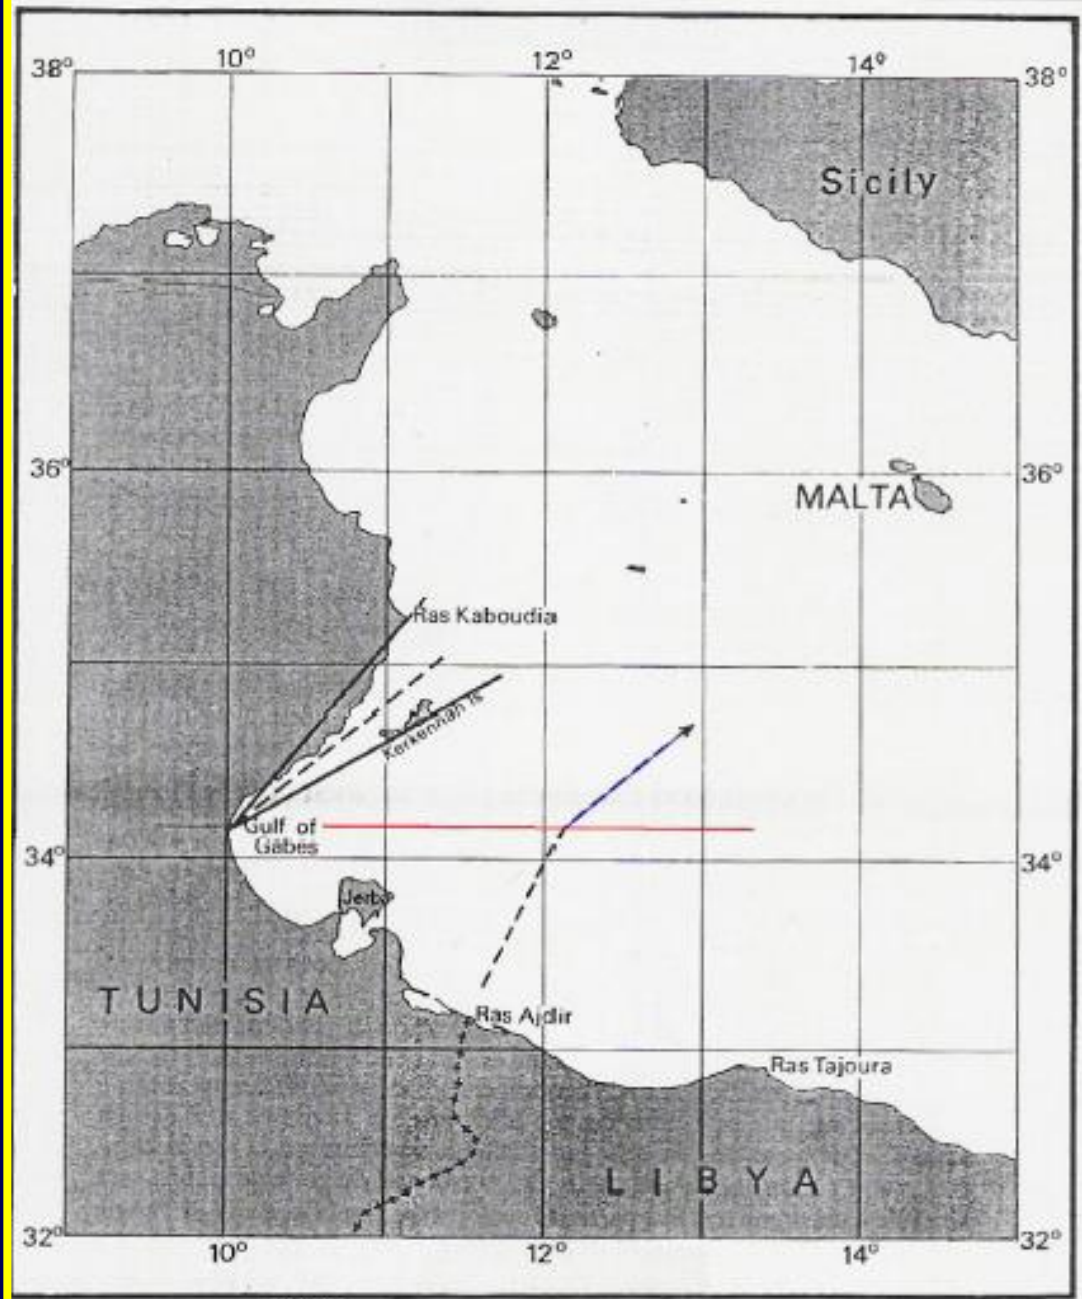 10° 12° 14°
38° 38°
Sicily
36° 36°
MALTA
Ras Kaboudia
Kerkennah Is
Gulf of
Gâbes
34° 34°
Jerba
TUNISIA
Ras Ajdir
Ras Tajoura
LIBYA
32° 32°
10° 12° 14°